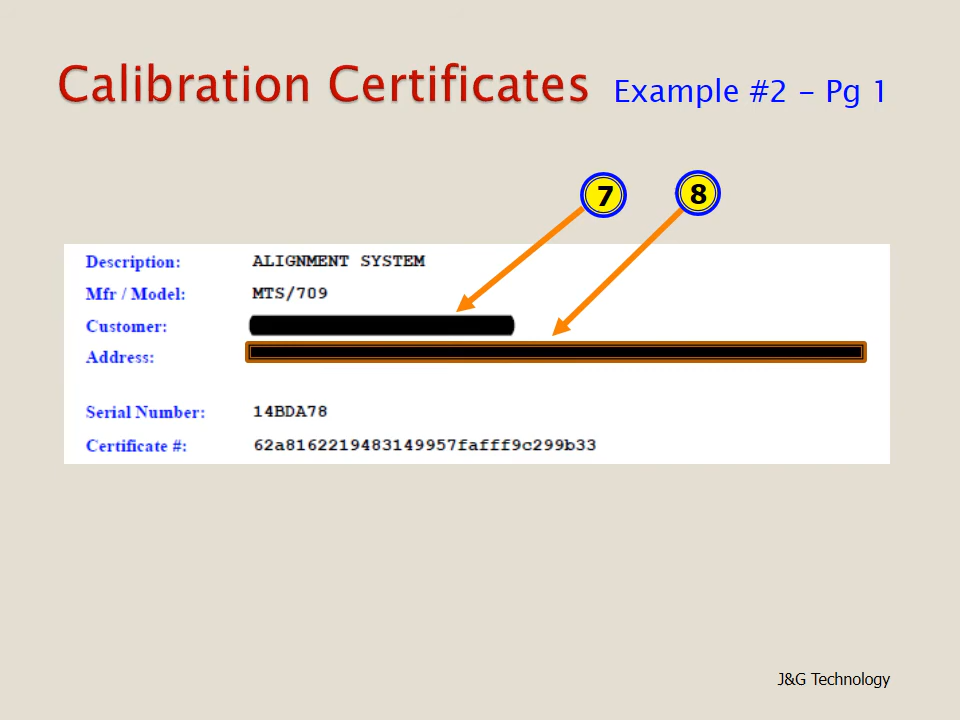 Calibration Certificates Example #2 – Pg 1
7 8
Description: ALIGNMENT SYSTEM
Mfr / Model: MTS/709
Customer:
Address:
Serial Number: 14BDA78
Certificate #: 62a8162219483149957fafff9c299b33
J&G Technology